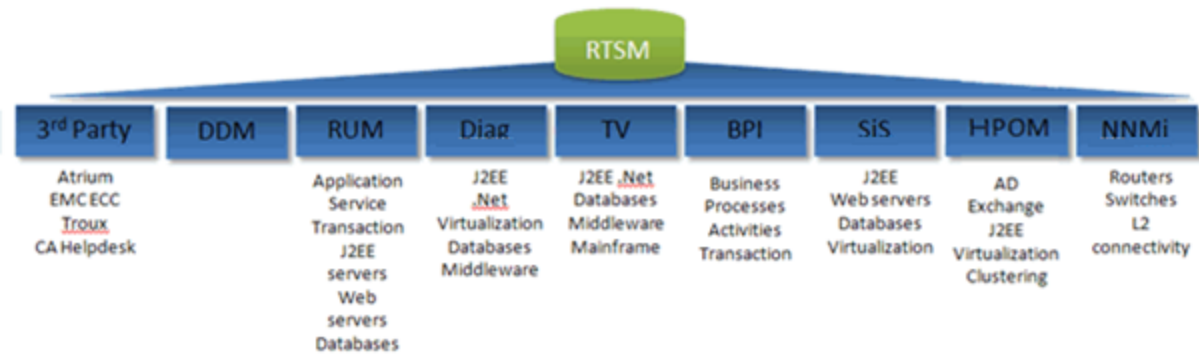 RTSM
3rd Party
Atrium
EMC ECC
Troux
CA Helpdesk
DDM
RUM
Application
Service
Transaction
J2EE
servers
Web
servers
Databases
Diag
J2EE
.Net
Virtualization
Databases
Middleware
TV
J2EE .Net
Databases
Middleware
Mainframe
BPI
Business
Processes
Activities
Transaction
SiS
J2EE
Web servers
Databases
Virtualization
HPOM
AD
Exchange
J2EE
Virtualization
Clustering
NNMi
Routers
Switches
L2
connectivity